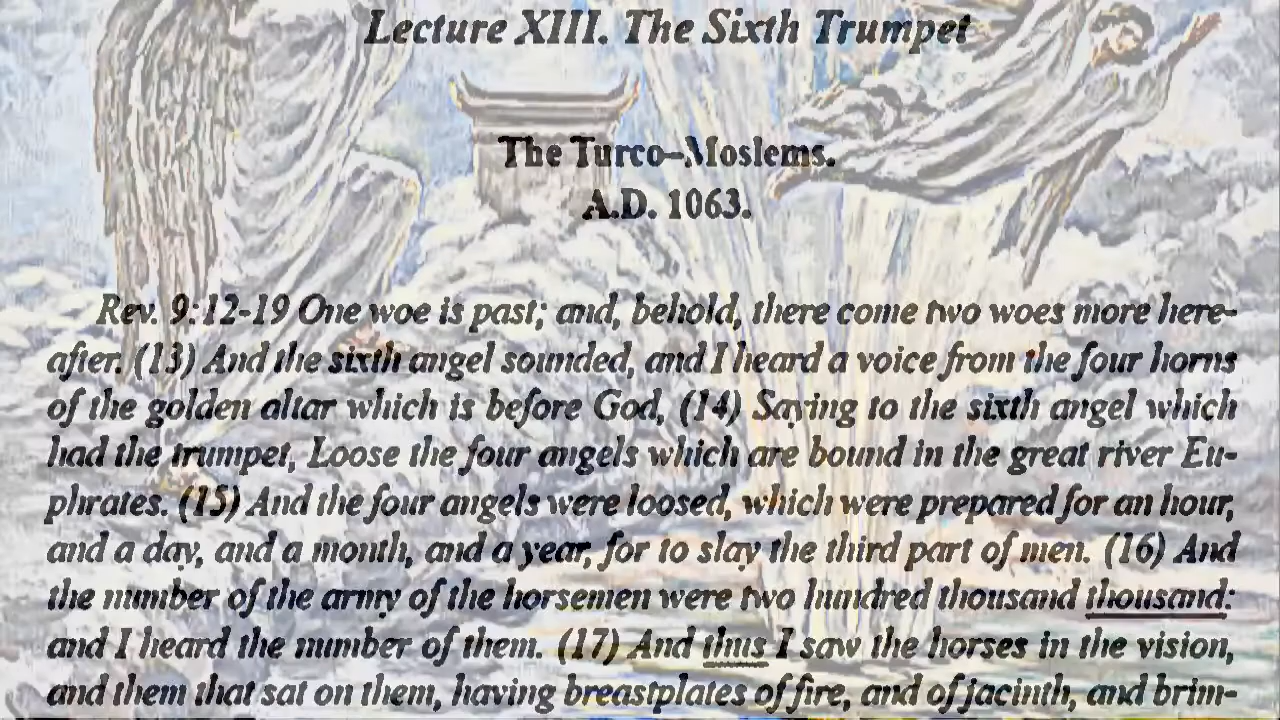 Lecture XIII. The Sixth Trumpet
The Turco-Moslems.
A.D. 1063.
Rev. 9:12-19 One woe is past; and, behold, there come two woes more here-
after. (13) And the sixth angel sounded, and I heard a voice from the four horns
of the golden altar which is before God, (14) Saying to the sixth angel which
had the trumpet, Loose the four angels which are bound in the great river Eu-
phrates. (15) And the four angels were loosed, which were prepared for an hour,
and a day, and a month, and a year, for to slay the third part of men. (16) And
the number of the army of the horsemen were two hundred thousand thousand:
and I heard the number of them. (17) And thus I saw the horses in the vision,
and them that sat on them, having breastplates of fire, and of jacinth, and brim-